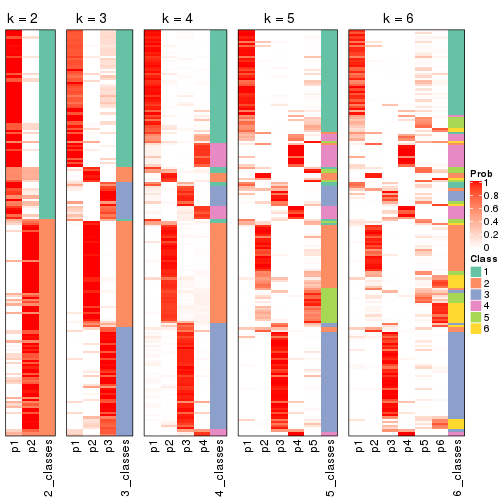 k = 2
k = 3
k = 4
k = 5
k = 6
Prob
1
0.8
0.6
0.4
0.2
0
Class
1
2
3
4
5
6
p1
p2
2_classes
p1
p2
p3
3_classes
p1
p2
p3
p4
4_classes
p1
p2
p3
p4
p5
5_classes
p1
p2
p3
p4
p5
p6
6_classes